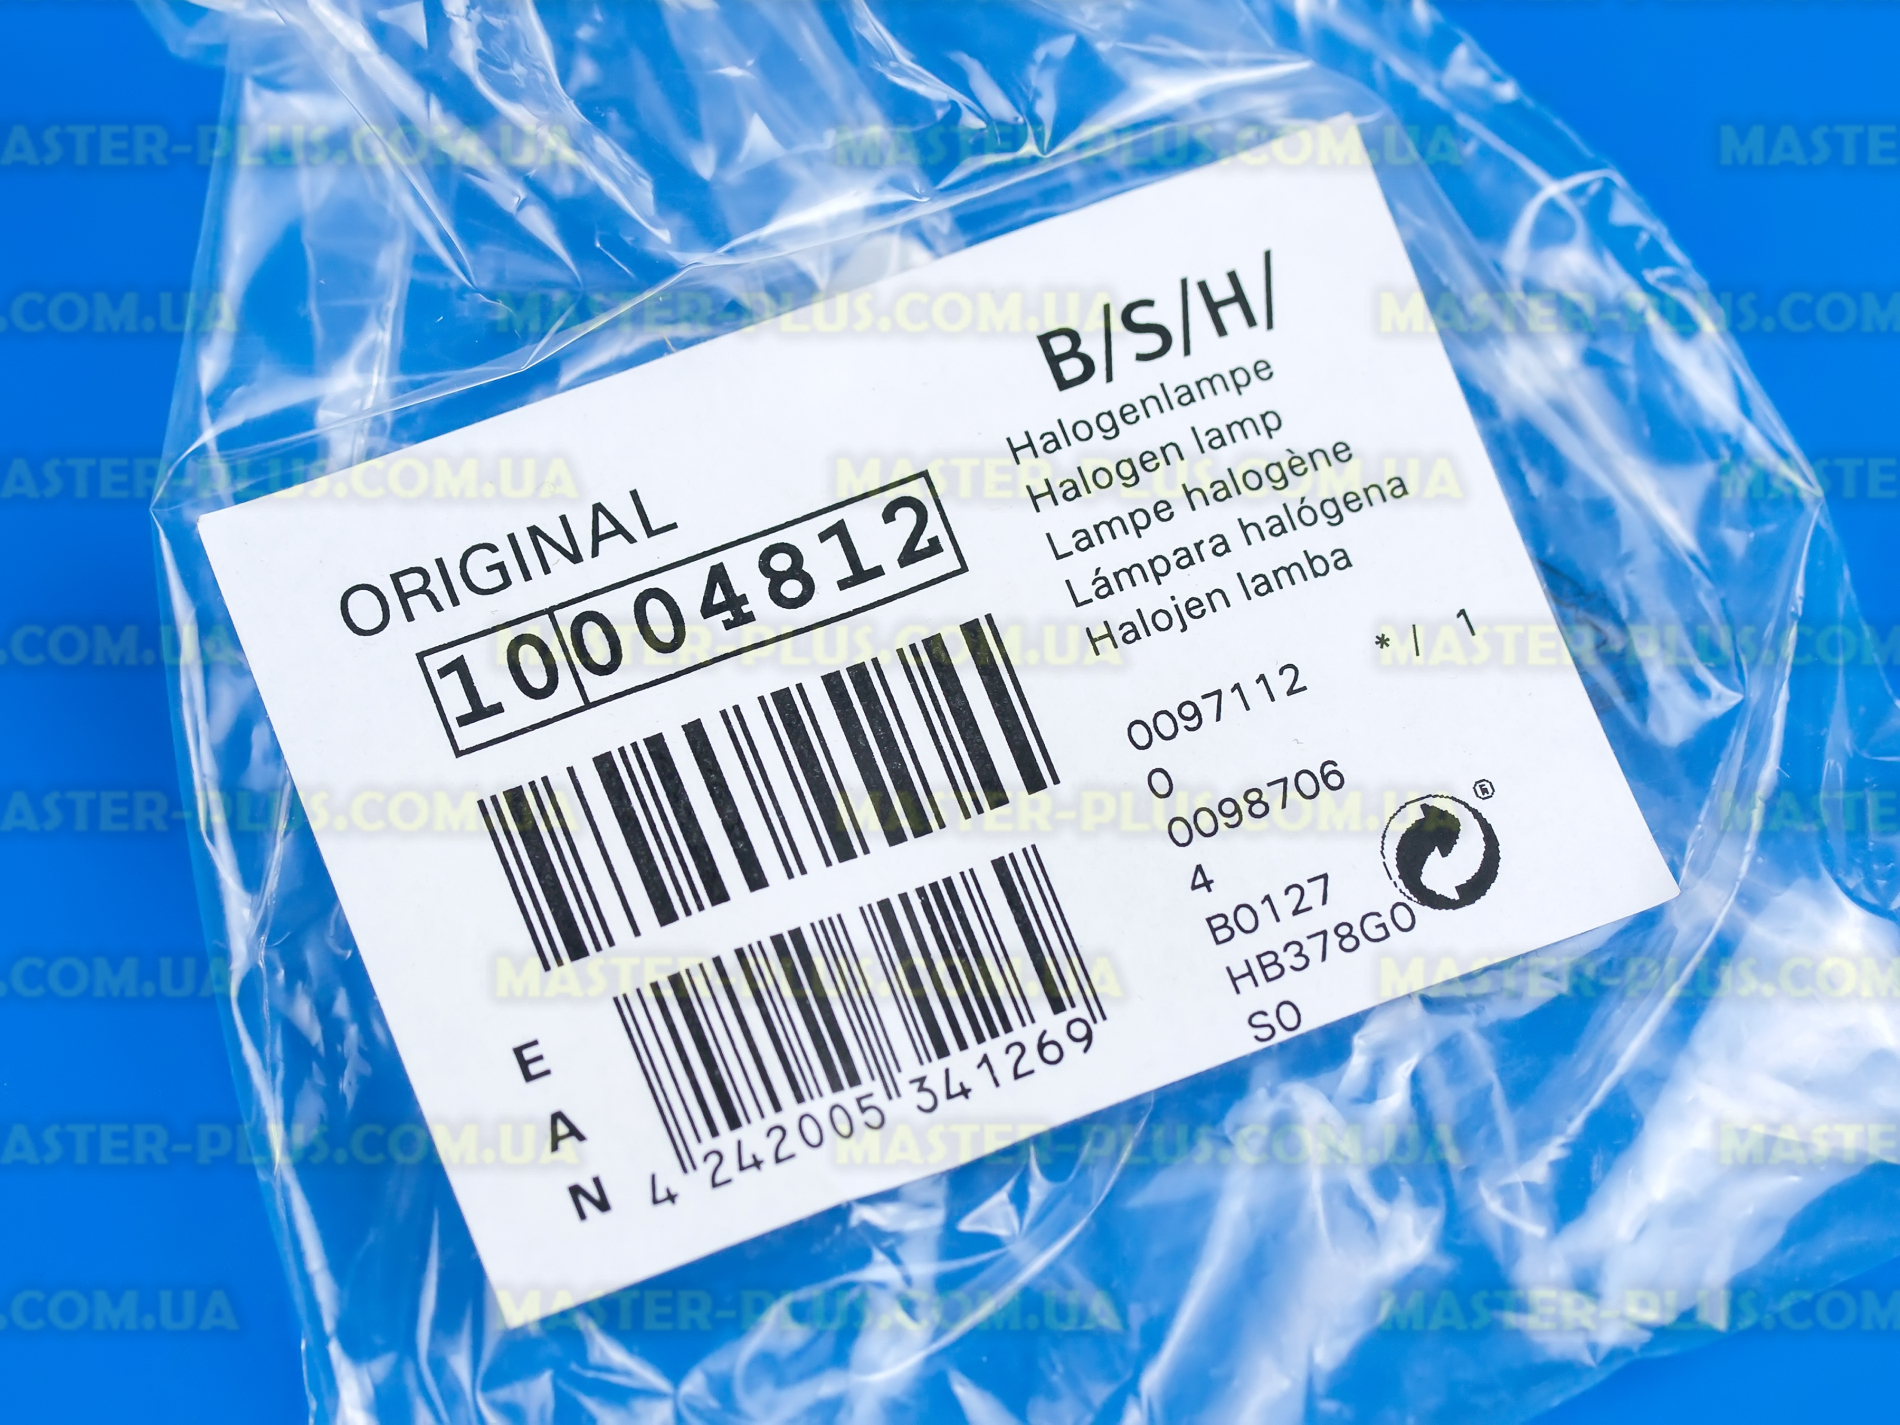 B/S/H/
Halogenlampe
Halogen lamp
Lampe halogène
Lámpara halógena
Halojen lamba
ORIGINAL
10004812
* / 1
0097112
0
0098706
4
B0127
HB378G0
S0
®
E
A
N
4 242005 341269
MASTER-PLUS.COM.UA